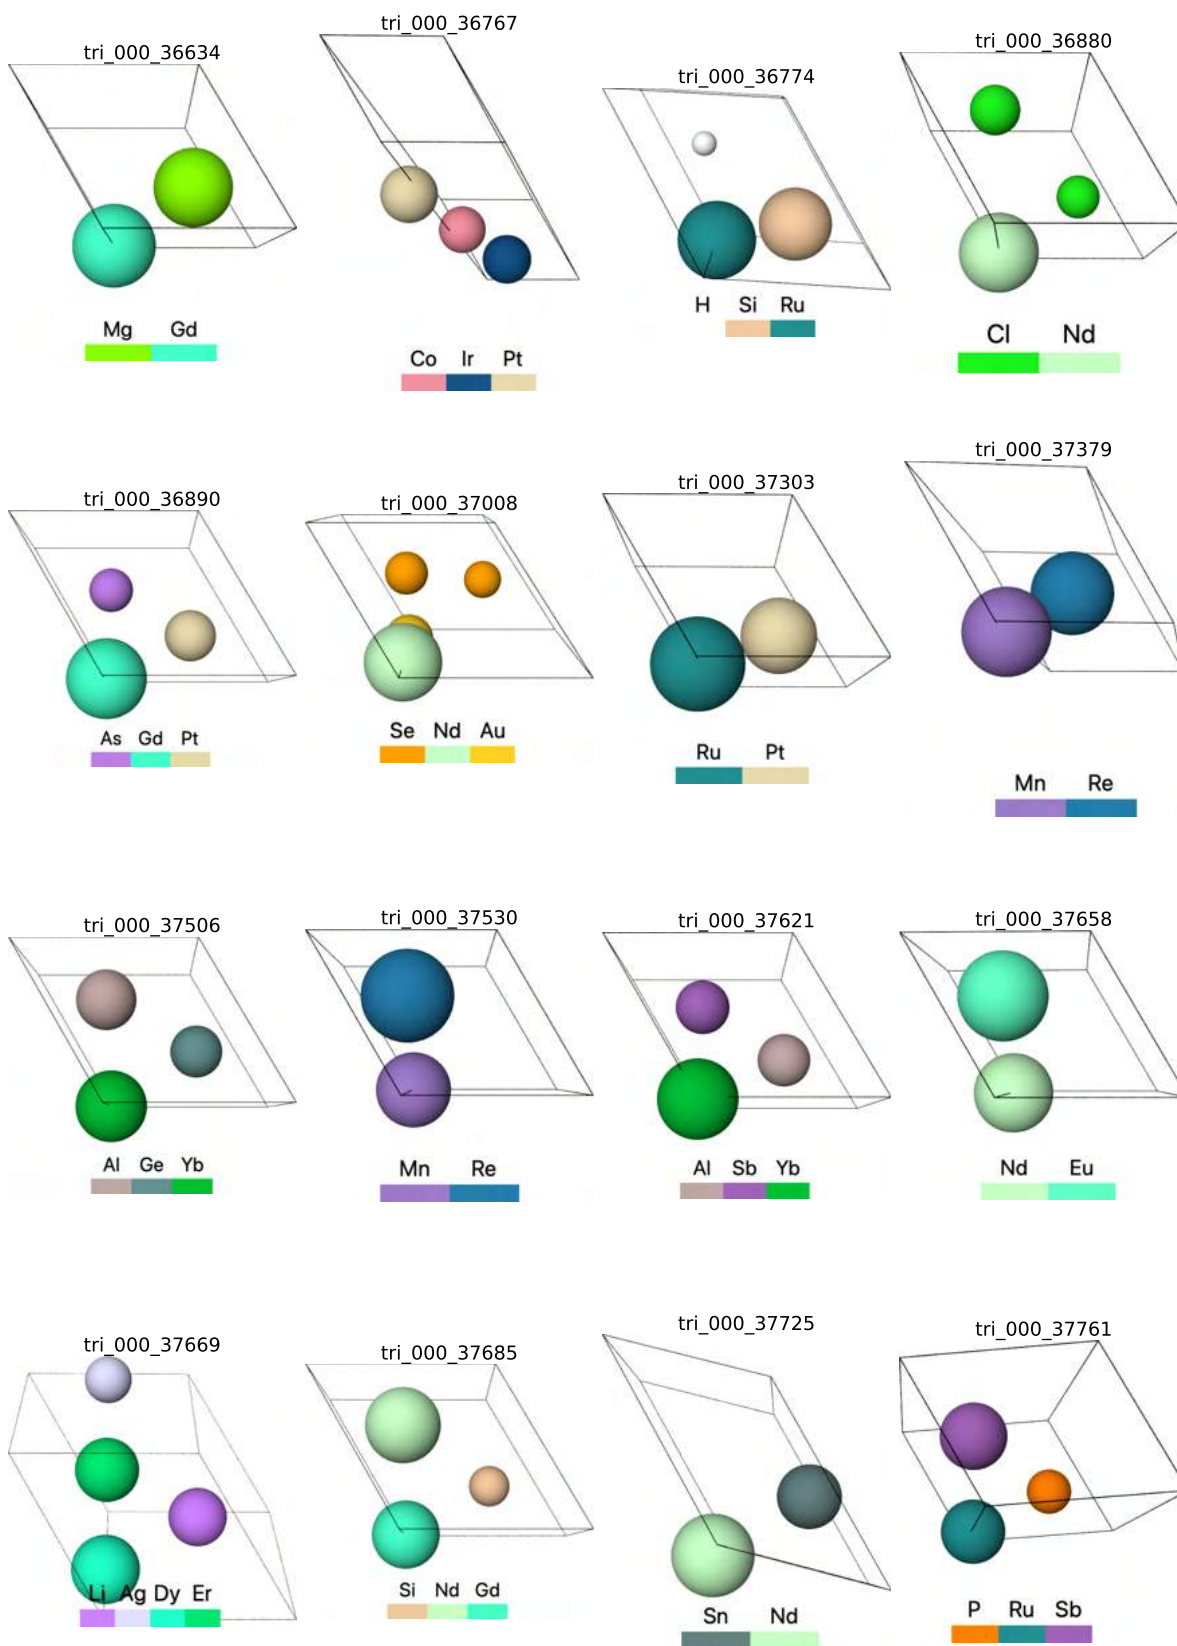 tri_000_36634
Mg Gd
tri_000_36767
Co Ir Pt
tri_000_36774
H Si Ru
tri_000_36880
Cl Nd
tri_000_36890
As Gd Pt
tri_000_37008
Se Nd Au
tri_000_37303
Ru Pt
tri_000_37379
Mn Re
tri_000_37506
Al Ge Yb
tri_000_37530
Mn Re
tri_000_37621
Al Sb Yb
tri_000_37658
Nd Eu
tri_000_37669
Li Ag Dy Er
tri_000_37685
Si Nd Gd
tri_000_37725
Sn Nd
tri_000_37761
P Ru Sb